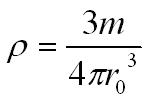 ρ = 3m / 4πr₀³